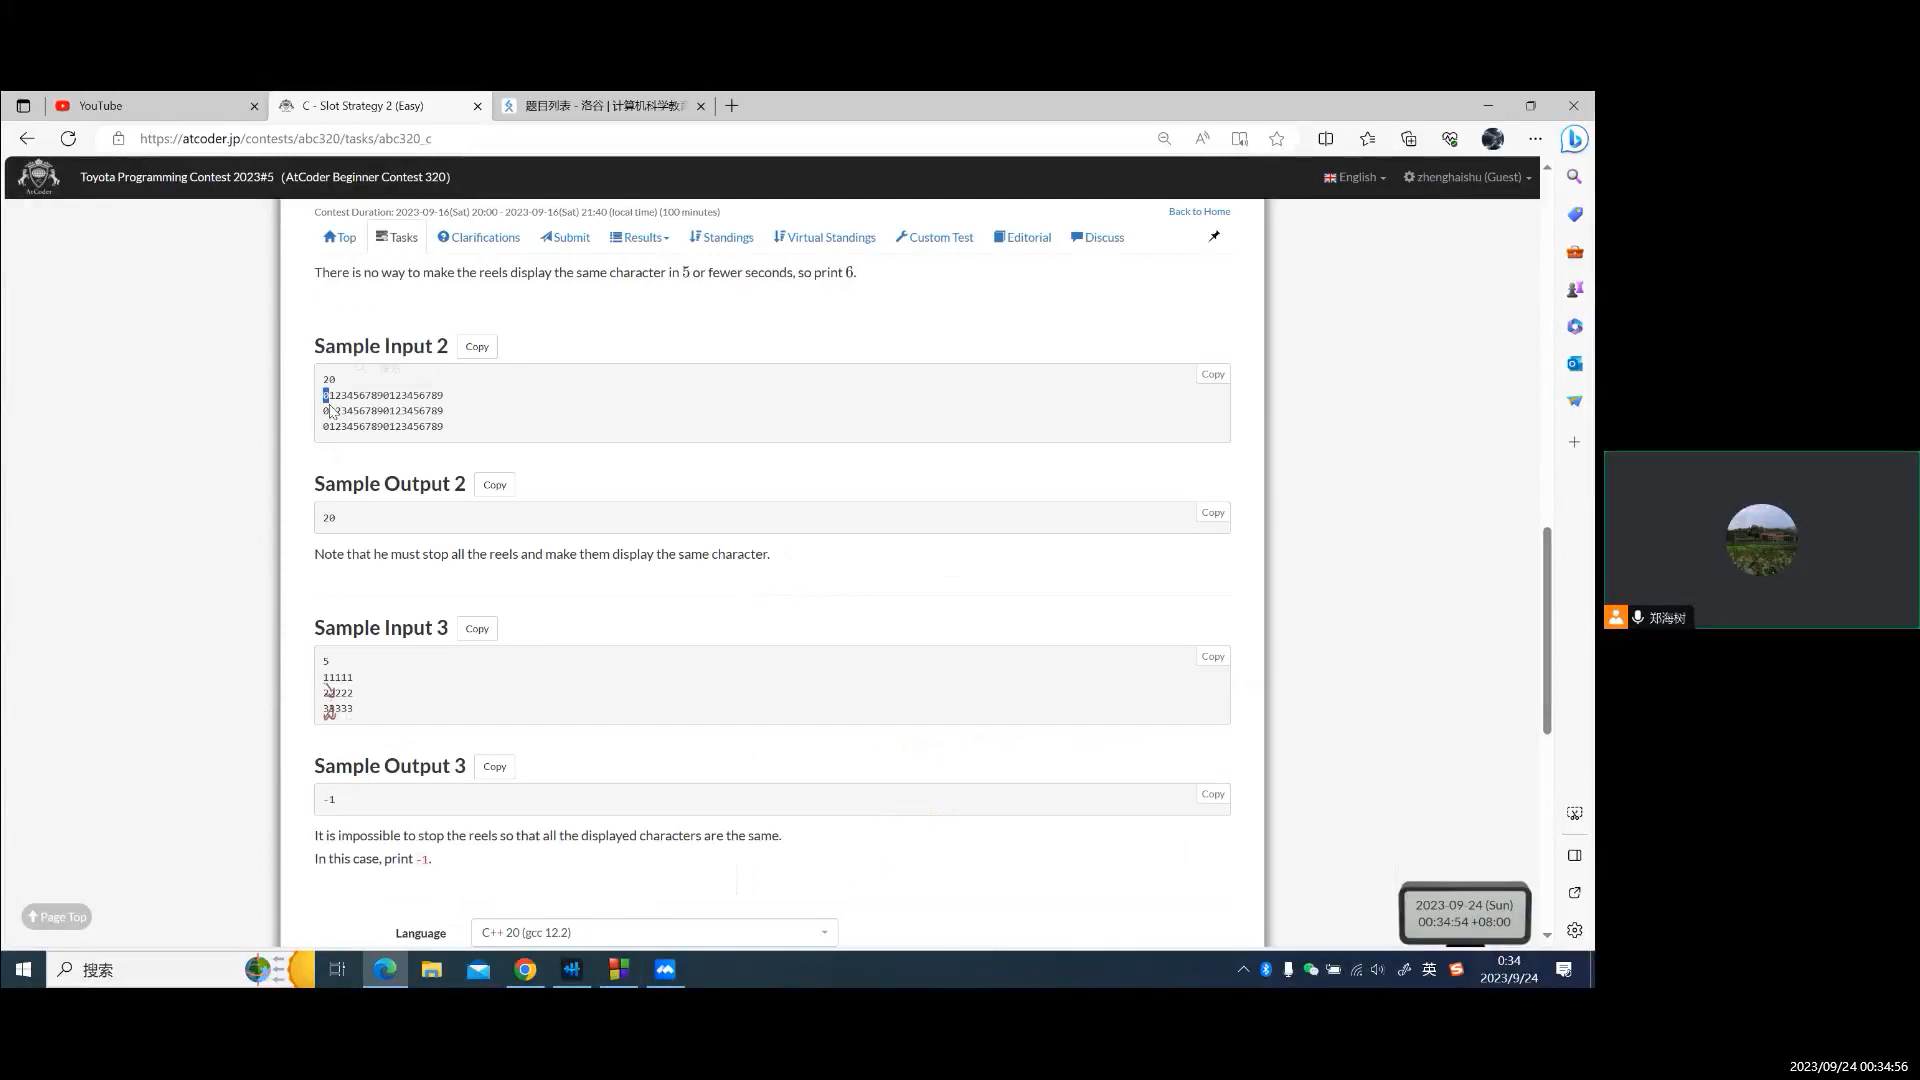 YouTube
C - Slot Strategy 2 (Easy)
题目列表 - 洛谷 | 计算机科学教
https://atcoder.jp/contests/abc320/tasks/abc320_c
Toyota Programming Contest 2023#5（AtCoder Beginner Contest 320）
English
zhenghaishu (Guest)
Contest Duration: 2023-09-16(Sat) 20:00 - 2023-09-16(Sat) 21:40 (local time) (100 minutes)
Back to Home
Top
Tasks
Clarifications
Submit
Results
Standings
Virtual Standings
Custom Test
Editorial
Discuss
There is no way to make the reels display the same character in 5 or fewer seconds, so print 6.
Sample Input 2
Copy
20
01234567890123456789
01234567890123456789
01234567890123456789
Copy
Sample Output 2
Copy
20
Copy
Note that he must stop all the reels and make them display the same character.
Sample Input 3
Copy
5
11111
22222
33333
Copy
Sample Output 3
Copy
-1
Copy
It is impossible to stop the reels so that all the displayed characters are the same.
In this case, print -1.
Language
C++ 20 (gcc 12.2)
Page Top
2023-09-24 (Sun)
00:34:54 +08:00
搜索
英
0:34
2023/9/24
郑海树
2023/09/24 00:34:56